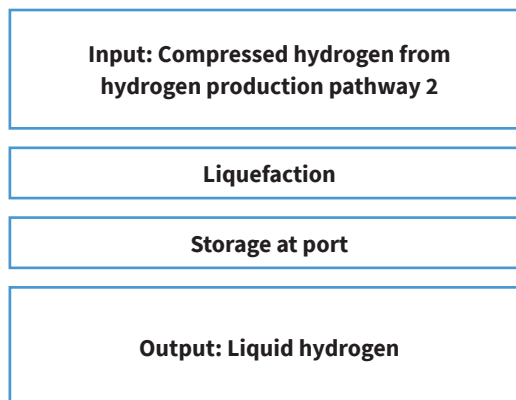 Input: Compressed hydrogen from
hydrogen production pathway 2
Liquefaction
Storage at port
Output: Liquid hydrogen